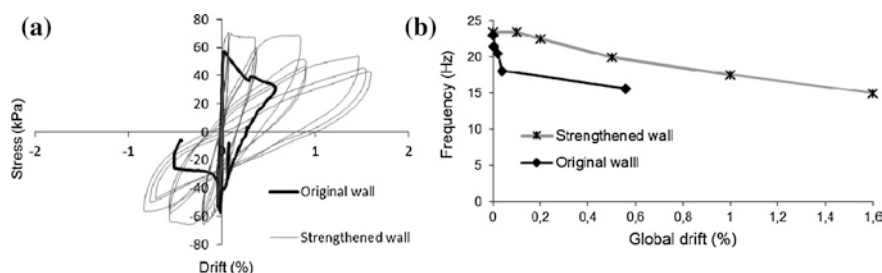 (a)
Stress (kPa)
80
60
40
20
0
-20
-40
-60
-80
-2
-1
0
1
2
Original wall
Strengthened wall
Drift (%)
(b)
Frequency (Hz)
25
20
15
10
5
0
Strengthened wall
Original walll
0
0,2
0,4
0,6
0,8
1
1,2
1,4
1,6
Global drift (%)